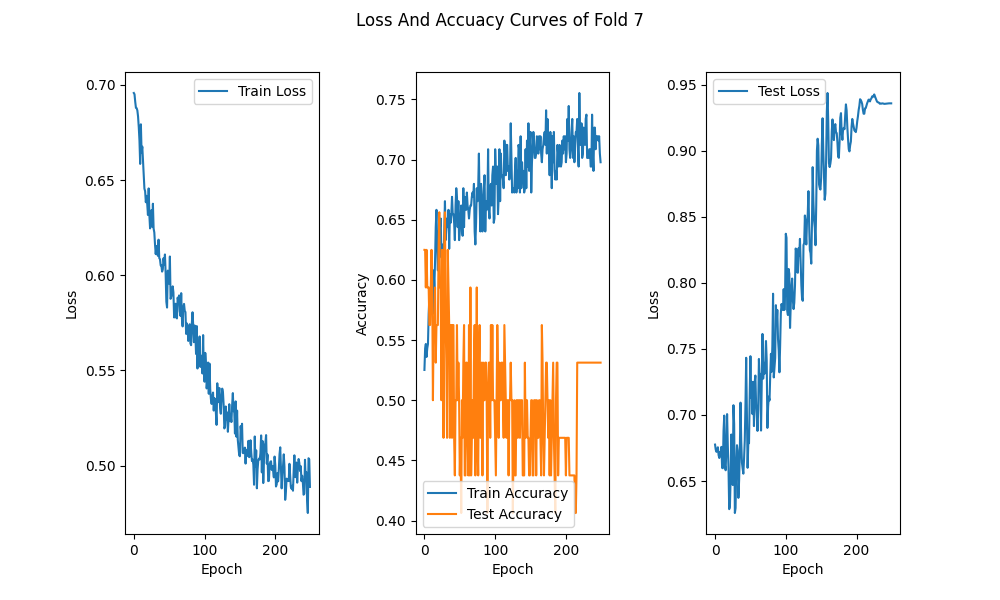 Loss And Accuacy Curves of Fold 7
0.70
0.65
0.60
0.55
0.50
Loss
0
100
200
Epoch
Train Loss
0.75
0.70
0.65
0.60
0.55
0.50
0.45
0.40
Accuracy
0
100
200
Epoch
Train Accuracy
Test Accuracy
0.95
0.90
0.85
0.80
0.75
0.70
0.65
Loss
0
100
200
Epoch
Test Loss